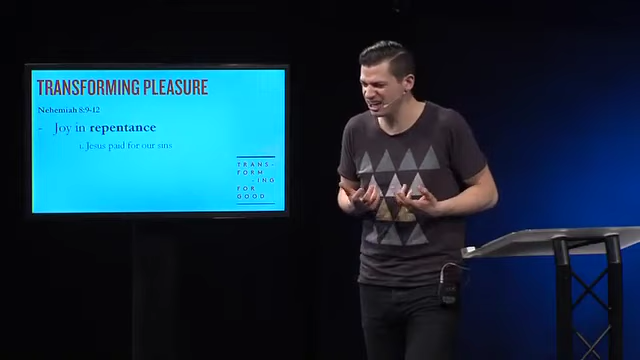 TRANSFORMING PLEASURE
Nehemiah 8:9-12
- Joy in repentance
i. Jesus paid for our sins
TRANS-
FORM
-ING
FOR
GOOD